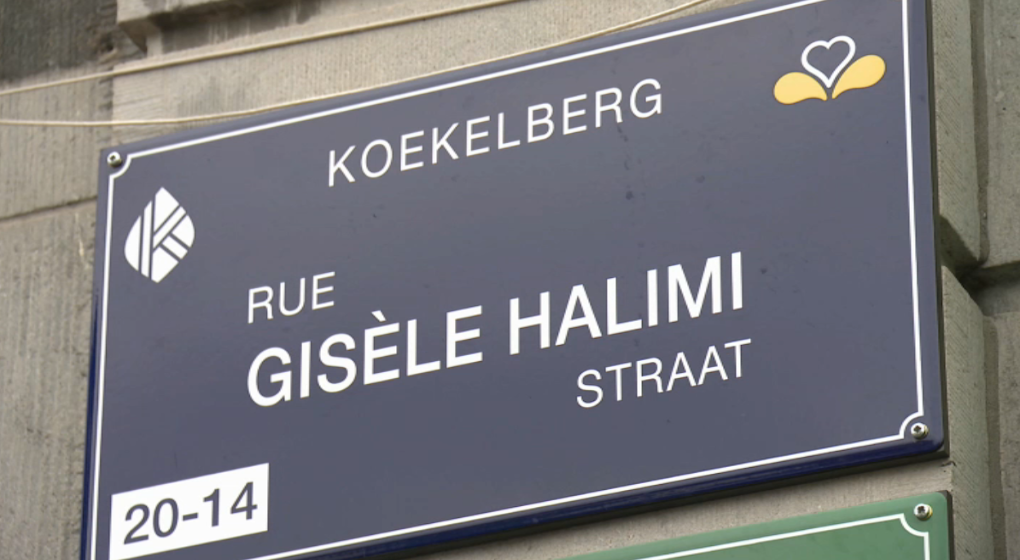 KOEKELBERG
RUE
GISÈLE HALIMI
STRAAT
20-14